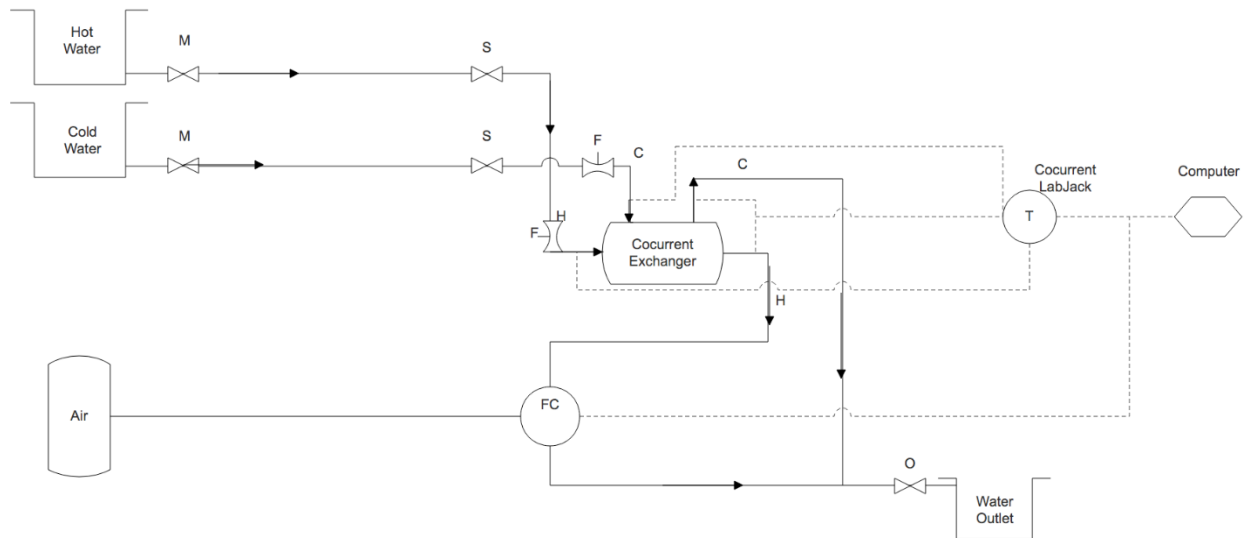 Hot
Water
M
S
Cold
Water
M
S
F
C
C
Cocurrent
LabJack
Computer
T
H
F
Cocurrent
Exchanger
H
Air
FC
O
Water
Outlet